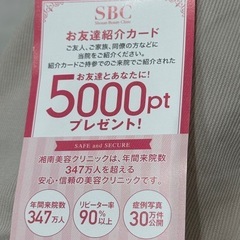 SBC
Shonan Beauty Clinic
お友達紹介カード
ご友人、ご家族、同僚の方などに
当院をご紹介ください。
紹介カードご持参でのご来院でご紹介された
お友達とあなたに!
5000pt
プレゼント!
SAFE and SECURE
湘南美容クリニックは、年間来院数
347万人を超える
安心・信頼の美容クリニックです。
年間来院数
347万人
リピーター率
90%以上
症例写真
30万件
公開